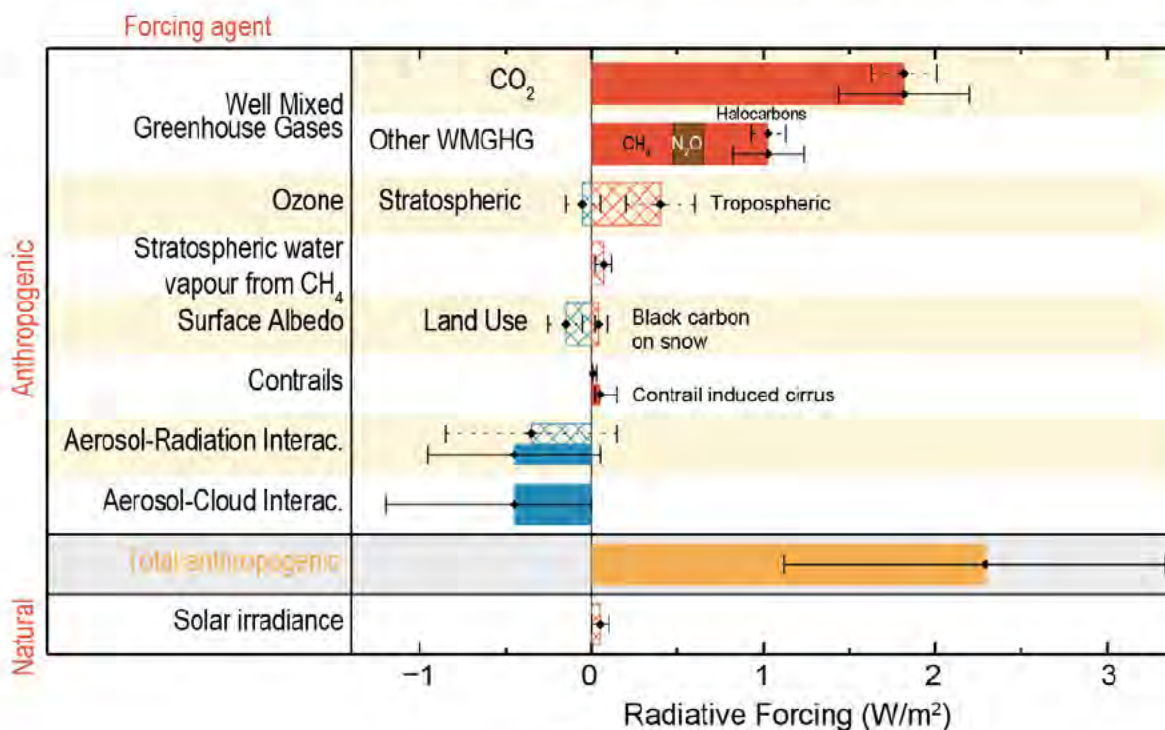 Forcing agent
Anthropogenic
Natural
Well Mixed
Greenhouse Gases
CO₂
Other WMGHG
CH₄
N₂O
Halocarbons
Ozone
Stratospheric
Tropospheric
Stratospheric water
vapour from CH₄
Surface Albedo
Land Use
Black carbon
on snow
Contrails
Contrail induced cirrus
Aerosol-Radiation Interac.
Aerosol-Cloud Interac.
Total anthropogenic
Solar irradiance
−1 0 1 2 3
Radiative Forcing (W/m²)